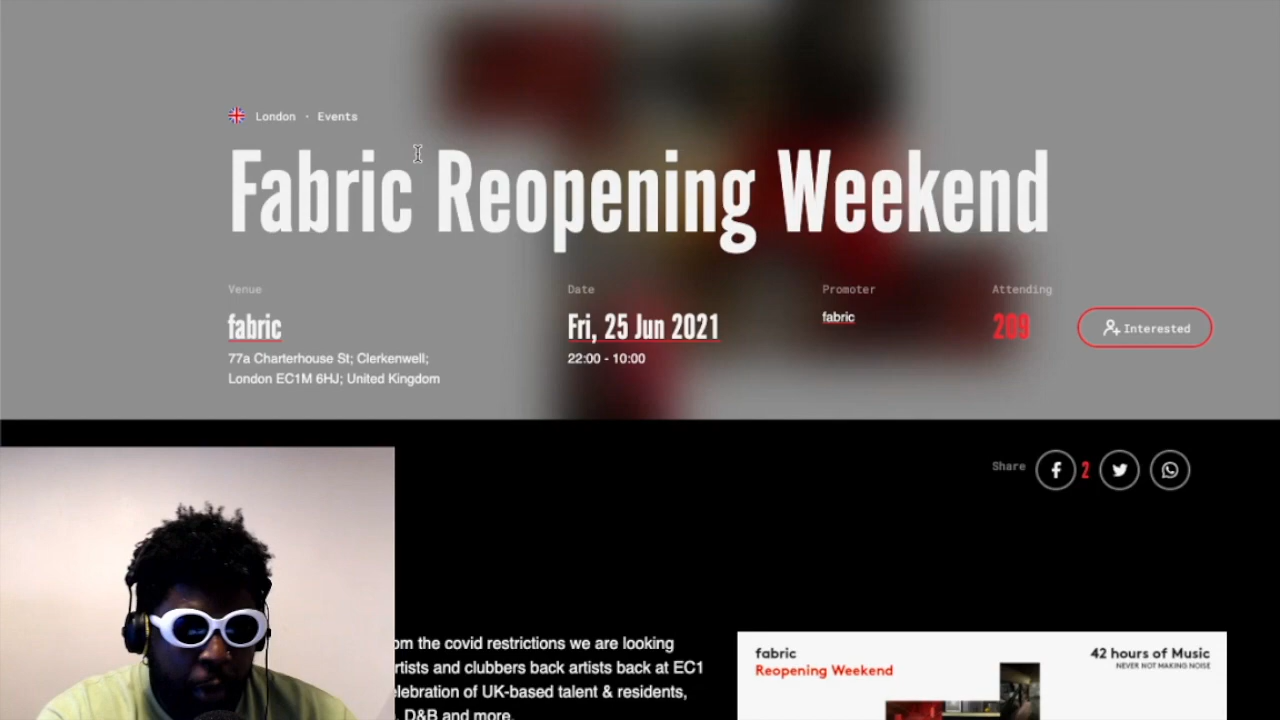 London · Events
Fabric Reopening Weekend
Venue
Date
Promoter
Attending
fabric
Fri, 25 Jun 2021
fabric
209
Interested
77a Charterhouse St; Clerkenwell;
London EC1M 6HJ; United Kingdom
22:00 - 10:00
Share
2
om the covid restrictions we are looking
rtists and clubbers back artists back at EC1
elebration of UK-based talent & residents,
, D&B and more.
fabric
Reopening Weekend
42 hours of Music
NEVER NOT MAKING NOISE